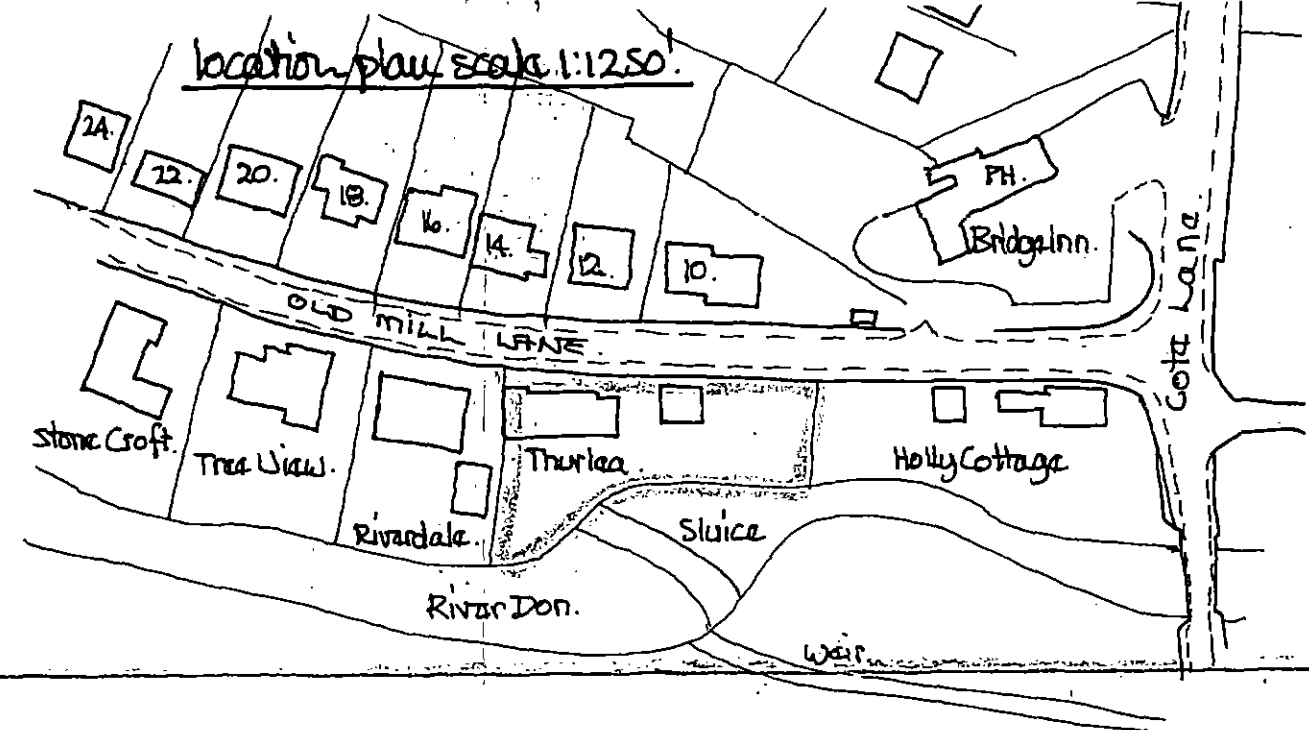 location plan scale 1:1250'.
24.
22.
20.
18.
16.
14.
12.
10.
PH.
Bridge Inn.
Cote Lane
OLD MILL LANE.
Stone Croft.
Tree View.
Riverdale.
Thurlea.
Holly Cottage
Sluice
River Don.
Weir